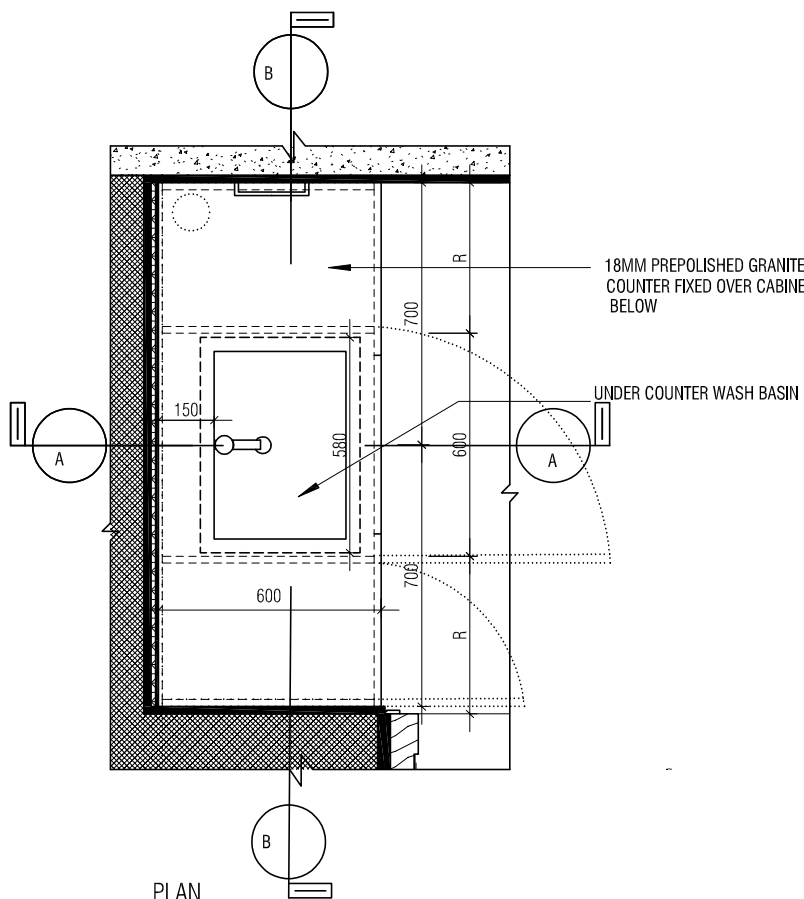 B
R
18MM PREPOLISHED GRANITE
COUNTER FIXED OVER CABINE
BELOW
700
UNDER COUNTER WASH BASIN
150
580
600
A
A
600
700
R
B
PLAN